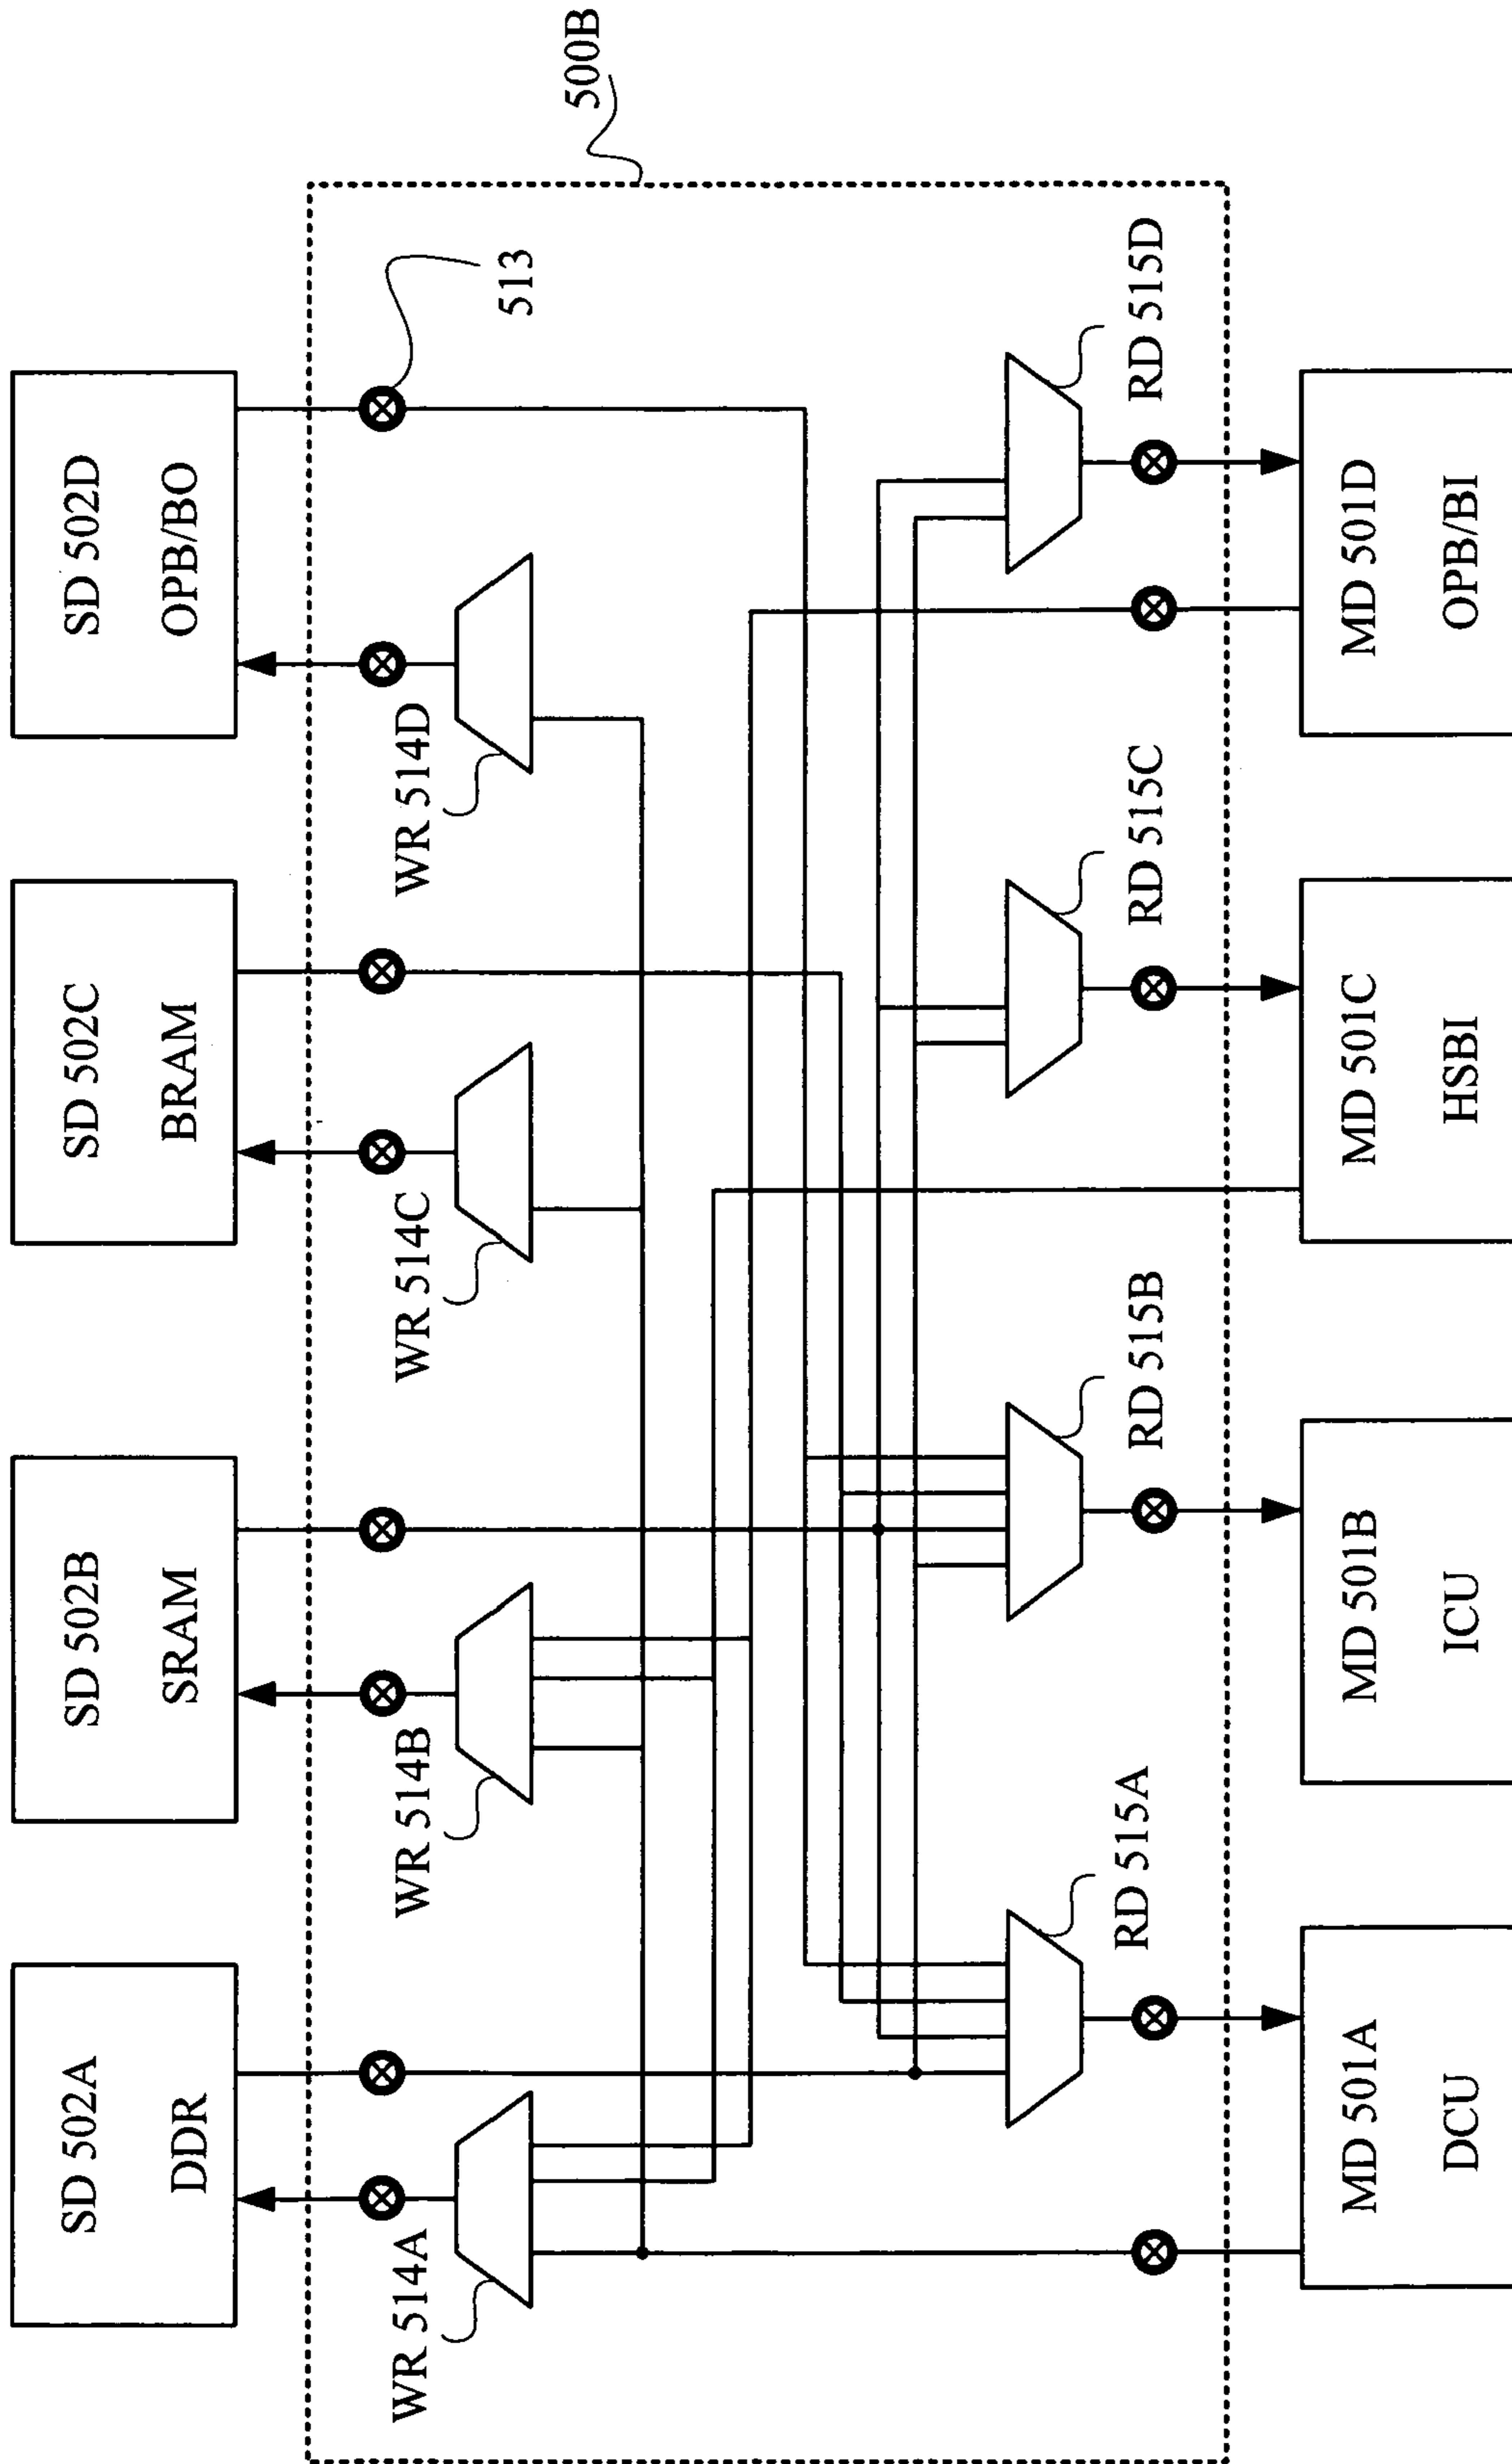 SD 502A
DDR
SD 502B
SRAM
SD 502C
BRAM
SD 502D
OPB/BO
500B
513
WR 514A
WR 514B
WR 514C
WR 514D
RD 515A
RD 515B
RD 515C
RD 515D
MD 501A
DCU
MD 501B
ICU
MD 501C
HSBI
MD 501D
OPB/BI